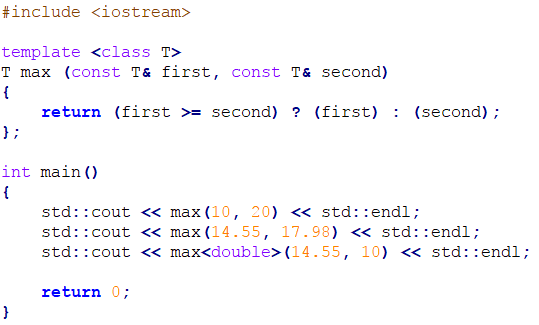 #include <iostream>
template <class T>
T max (const T& first, const T& second)
{
    return (first >= second) ? (first) : (second);
};
int main()
{
    std::cout << max(10, 20) << std::endl;
    std::cout << max(14.55, 17.98) << std::endl;
    std::cout << max<double>(14.55, 10) << std::endl;
    return 0;
}